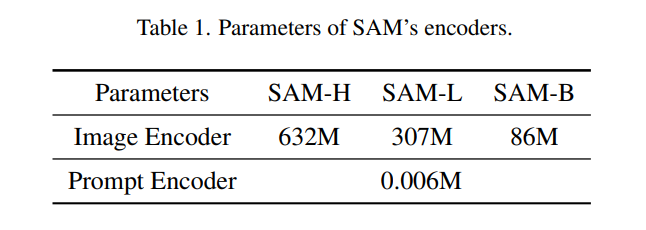 Table 1. Parameters of SAM's encoders.
Parameters SAM-H SAM-L SAM-B
Image Encoder 632M 307M 86M
Prompt Encoder 0.006M